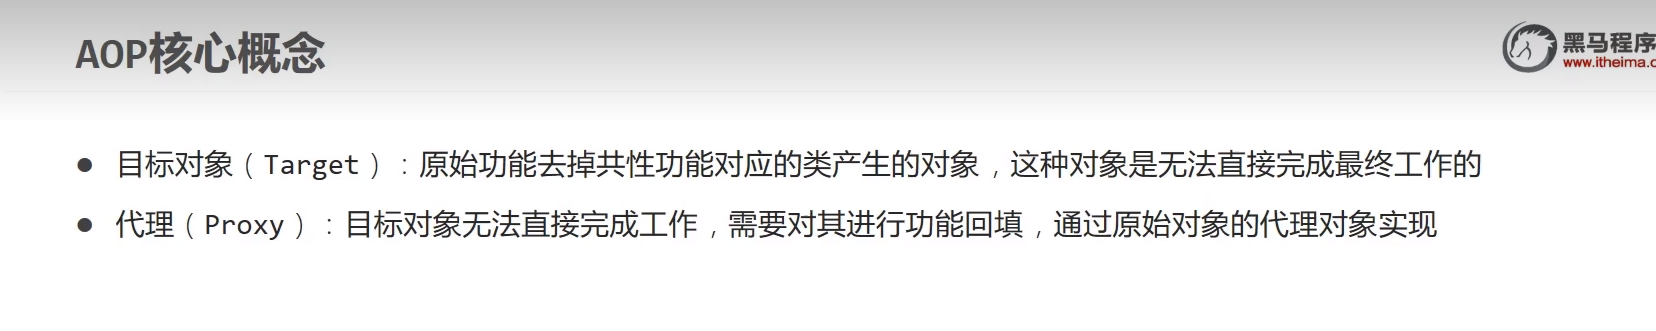 AOP核心概念
黑马程序
www.itheima.c
● 目标对象（Target）：原始功能去掉共性功能对应的类产生的对象，这种对象是无法直接完成最终工作的
● 代理（Proxy）：目标对象无法直接完成工作，需要对其进行功能回填，通过原始对象的代理对象实现